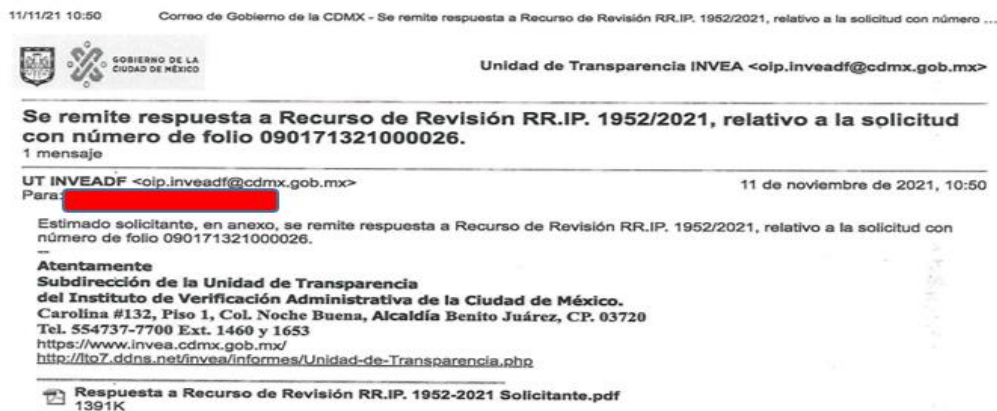 11/11/21 10:50 Correo de Gobierno de la CDMX - Se remite respuesta a Recurso de Revisión RR.IP. 1952/2021, relativo a la solicitud con número ...
GOBIERNO DE LA
CIUDAD DE MÉXICO
Unidad de Transparencia INVEA <oip.inveadf@cdmx.gob.mx>
Se remite respuesta a Recurso de Revisión RR.IP. 1952/2021, relativo a la solicitud
con número de folio 090171321000026.
1 mensaje
UT INVEADF <oip.inveadf@cdmx.gob.mx>
11 de noviembre de 2021, 10:50
Para:
Estimado solicitante, en anexo, se remite respuesta a Recurso de Revisión RR.IP. 1952/2021, relativo a la solicitud con
número de folio 090171321000026.
--
Atentamente
Subdirección de la Unidad de Transparencia
del Instituto de Verificación Administrativa de la Ciudad de México.
Carolina #132, Piso 1, Col. Noche Buena, Alcaldía Benito Juárez, CP. 03720
Tel. 554737-7700 Ext. 1460 y 1653
https://www.invea.cdmx.gob.mx/
http://lto7.ddns.net/invea/informes/Unidad-de-Transparencia.php
Respuesta a Recurso de Revisión RR.IP. 1952-2021 Solicitante.pdf
1391K